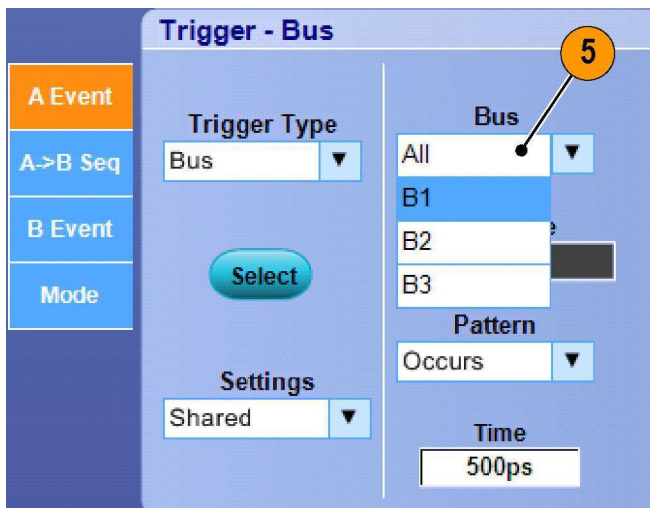 Trigger - Bus
5
A Event
A->B Seq
B Event
Mode
Trigger Type
Bus
Select
Settings
Shared
Bus
All
B1
B2
B3
Pattern
Occurs
Time
500ps